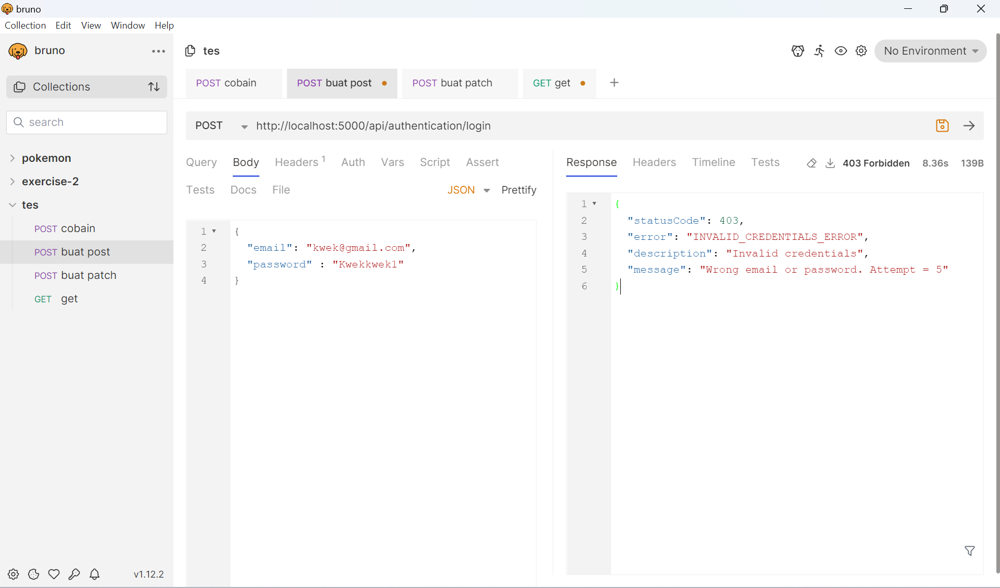 bruno
Collection Edit View Window Help
bruno
Collections
search
pokemon
exercise-2
tes
POST cobain
POST buat post
POST buat patch
GET get
v1.12.2
tes
No Environment
POST cobain
POST buat post
POST buat patch
GET get
POST http://localhost:5000/api/authentication/login
Query Body Headers 1 Auth Vars Script Assert
Tests Docs File JSON Prettify
1 {
2 "email": "kwek@gmail.com",
3 "password" : "Kwekkwek1"
4 }
Response Headers Timeline Tests 403 Forbidden 8.36s 139B
1 {
2 "statusCode": 403,
3 "error": "INVALID_CREDENTIALS_ERROR",
4 "description": "Invalid credentials",
5 "message": "Wrong email or password. Attempt = 5"
6 }